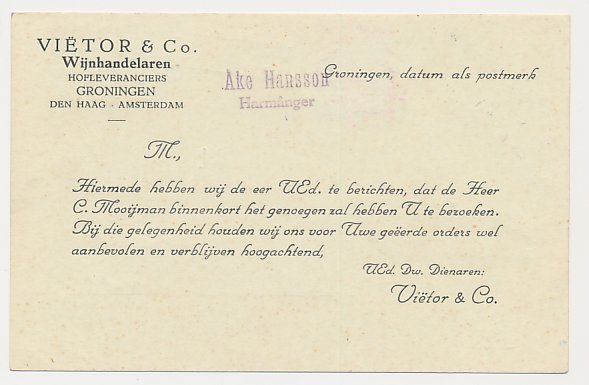 VIËTOR & Co.
Wijnhandelaren
HOFLEVERANCIERS
GRONINGEN
DEN HAAG - AMSTERDAM
Åke Hansson
Harmånger
Groningen, datum als postmerk
M.,
Hiermede hebben wij de eer UEd. te berichten, dat de Heer
C. Mooijman binnenkort het genoegen zal hebben U te bezoeken.
Bij die gelegenheid houden wij ons voor Uwe geëerde orders wel
aanbevolen en verblijven hoogachtend,
UEd. Dw. Dienaren:
Viëtor & Co.